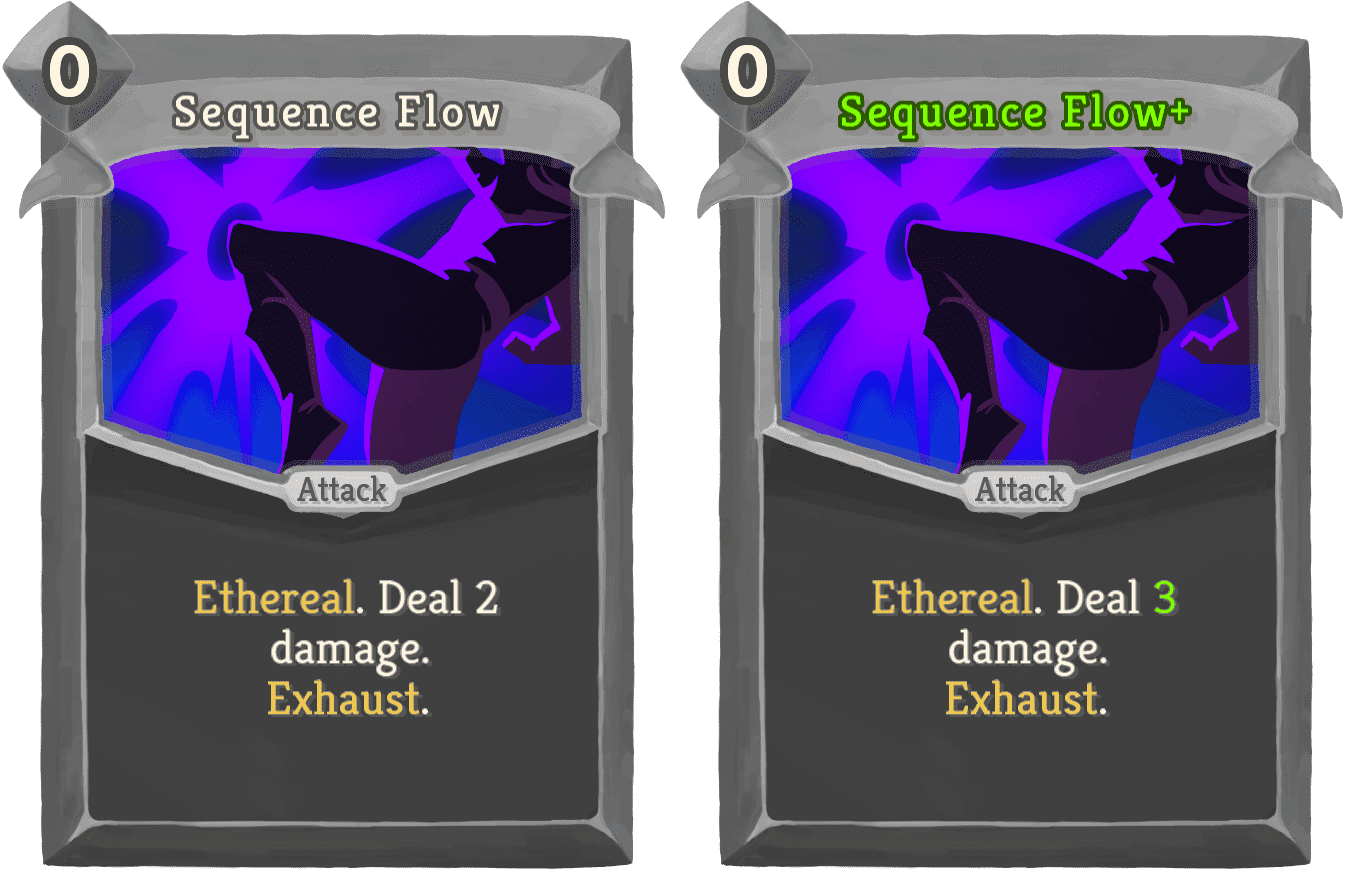 0
Sequence Flow
Attack
Ethereal. Deal 2
damage.
Exhaust.
0
Sequence Flow+
Attack
Ethereal. Deal 3
damage.
Exhaust.